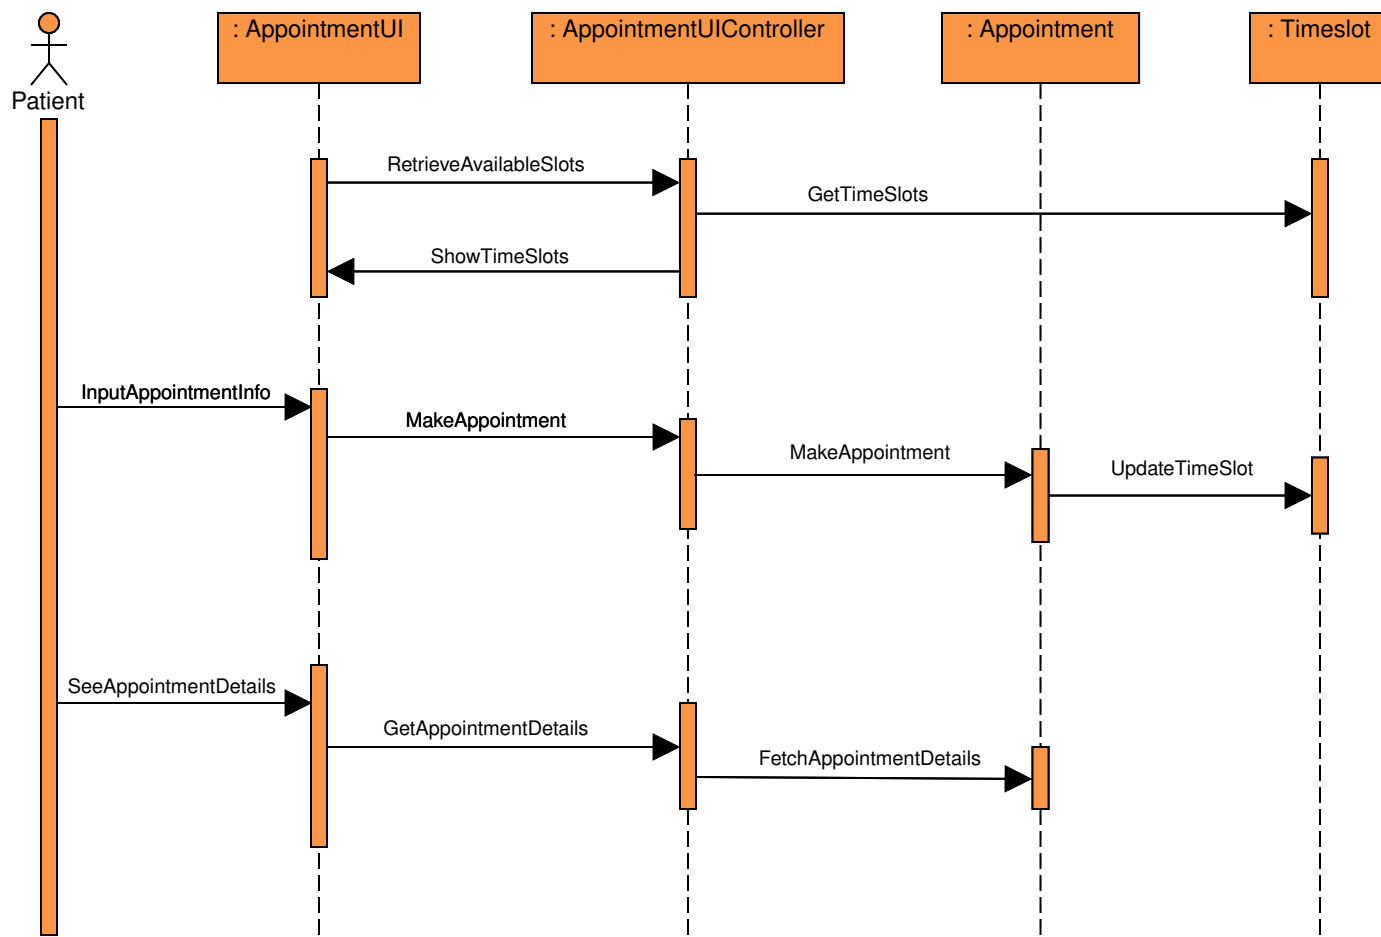 : AppointmentUI
: AppointmentUIController
: Appointment
: Timeslot
Patient
RetrieveAvailableSlots
GetTimeSlots
ShowTimeSlots
InputAppointmentInfo
MakeAppointment
MakeAppointment
UpdateTimeSlot
SeeAppointmentDetails
GetAppointmentDetails
FetchAppointmentDetails